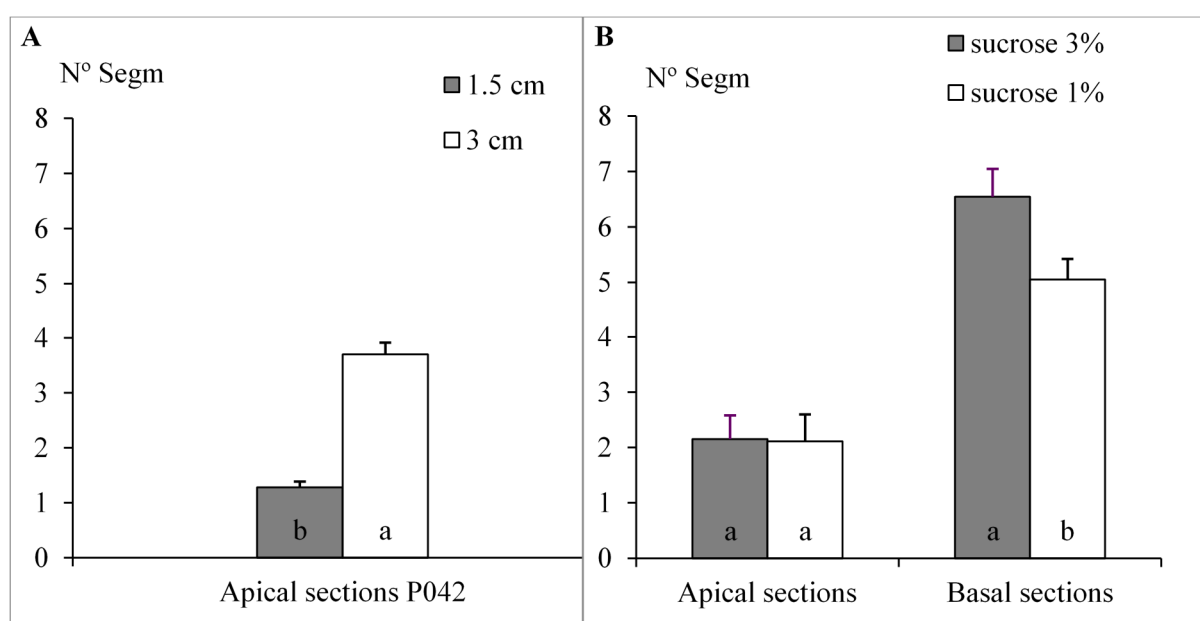 A
Nº Segm
1.5 cm
3 cm
8
7
6
5
4
3
2
1
0
b
a
Apical sections P042
B
sucrose 3%
Nº Segm
sucrose 1%
8
7
6
5
4
3
2
1
0
a
a
a
b
Apical sections
Basal sections